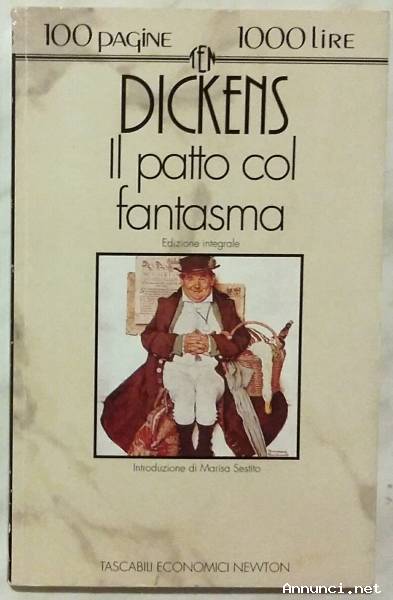 100 pagine 1000 lire
TEN
DICKENS
Il patto col
fantasma
Edizione integrale
Introduzione di Marisa Sestito
TASCABILI ECONOMICI NEWTON
Annunci.net